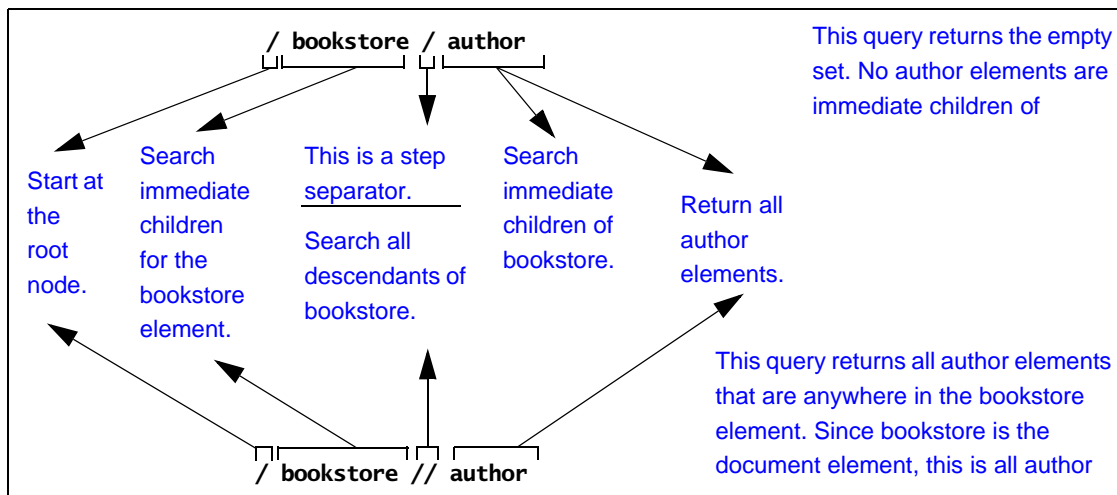 / bookstore / author
This query returns the empty
set. No author elements are
immediate children of
Start at
the
root
node.
Search
immediate
children
for the
bookstore
element.
This is a step
separator.
Search all
descendants of
bookstore.
Search
immediate
children of
bookstore.
Return all
author
elements.
This query returns all author elements
that are anywhere in the bookstore
element. Since bookstore is the
document element, this is all author
/ bookstore // author